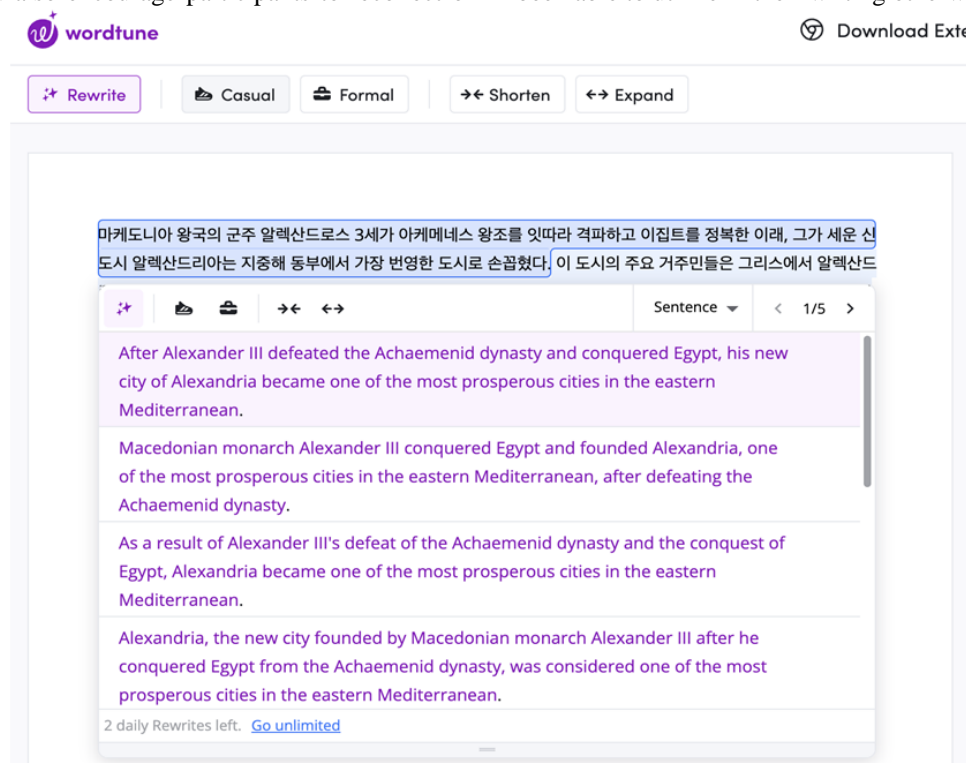 wordtune
Download Exte
Rewrite
Casual
Formal
Shorten
Expand
마케도니아 왕국의 군주 알렉산드로스 3세가 아케메네스 왕조를 잇따라 격파하고 이집트를 정복한 이래, 그가 세운 신
도시 알렉산드리아는 지중해 동부에서 가장 번영한 도시로 손꼽혔다. 이 도시의 주요 거주민들은 그리스에서 알렉산드
Sentence
1/5
After Alexander III defeated the Achaemenid dynasty and conquered Egypt, his new
city of Alexandria became one of the most prosperous cities in the eastern
Mediterranean.
Macedonian monarch Alexander III conquered Egypt and founded Alexandria, one
of the most prosperous cities in the eastern Mediterranean, after defeating the
Achaemenid dynasty.
As a result of Alexander III's defeat of the Achaemenid dynasty and the conquest of
Egypt, Alexandria became one of the most prosperous cities in the eastern
Mediterranean.
Alexandria, the new city founded by Macedonian monarch Alexander III after he
conquered Egypt from the Achaemenid dynasty, was considered one of the most
prosperous cities in the eastern Mediterranean.
2 daily Rewrites left. Go unlimited